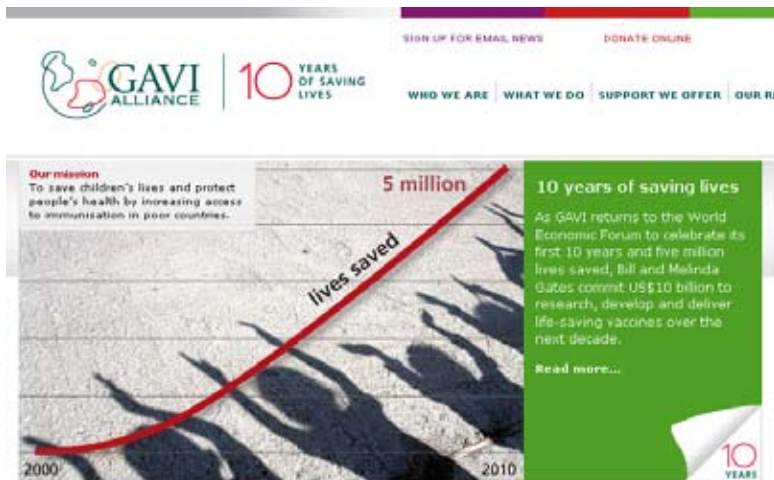 SIGN UP FOR EMAIL NEWS
DONATE ONLINE
GAVI
ALLIANCE
10 YEARS
OF SAVING
LIVES
WHO WE ARE
WHAT WE DO
SUPPORT WE OFFER
OUR
Our mission
To save children's lives and protect
people's health by increasing access
to immunisation in poor countries.
5 million
lives saved
2000
2010
10 years of saving lives
As GAVI returns to the World
Economic Forum to celebrate its
first 10 years and five million
lives saved, Bill and Melinda
Gates commit US$10 billion to
research, develop and deliver
life-saving vaccines over the
next decade.
Read more...
10
YEARS